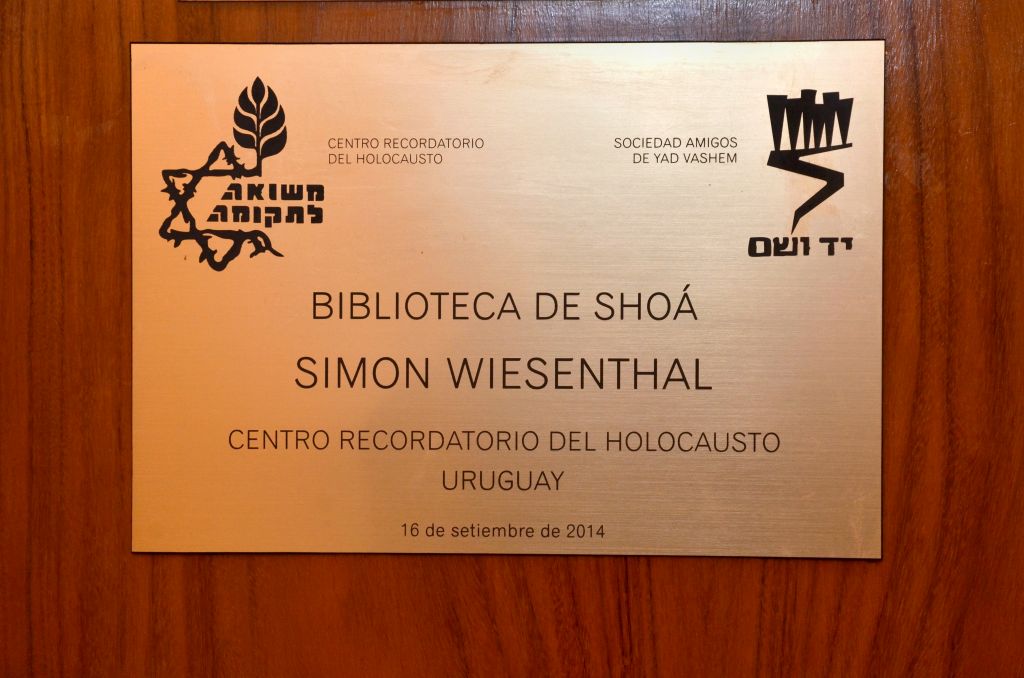 CENTRO RECORDATORIO
DEL HOLOCAUSTO
SOCIEDAD AMIGOS
DE YAD VASHEM
משואה
לתקומה
יד ושם
BIBLIOTECA DE SHOÁ
SIMON WIESENTHAL
CENTRO RECORDATORIO DEL HOLOCAUSTO
URUGUAY
16 de setiembre de 2014